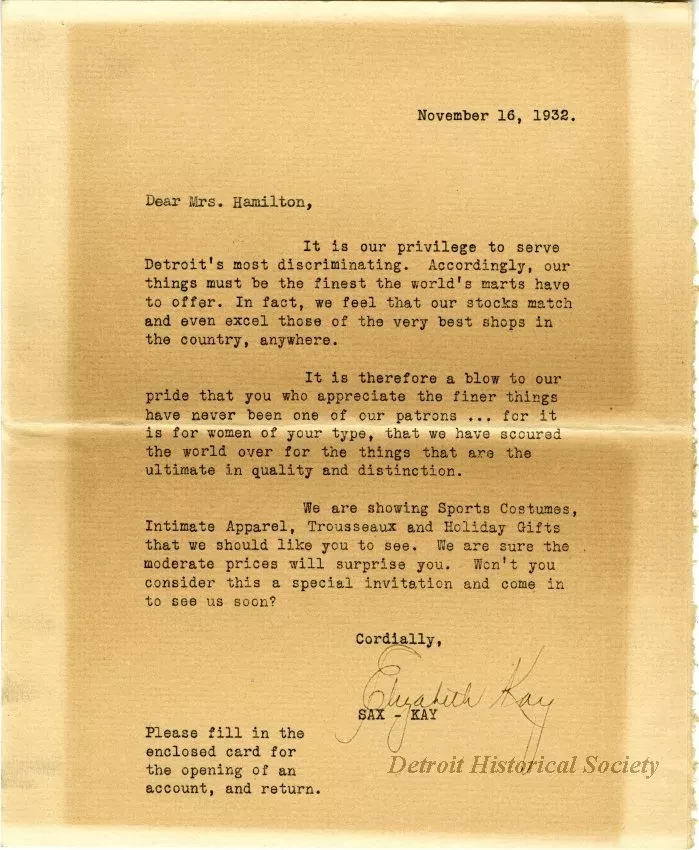 November 16, 1932.
Dear Mrs. Hamilton,
It is our privilege to serve
Detroit's most discriminating. Accordingly, our
things must be the finest the world's marts have
to offer. In fact, we feel that our stocks match
and even excel those of the very best shops in
the country, anywhere.
It is therefore a blow to our
pride that you who appreciate the finer things
have never been one of our patrons ... for it
is for women of your type, that we have scoured
the world over for the things that are the
ultimate in quality and distinction.
We are showing Sports Costumes,
Intimate Apparel, Trousseaux and Holiday Gifts
that we should like you to see. We are sure the
moderate prices will surprise you. Won't you
consider this a special invitation and come in
to see us soon?
Cordially,
Elizabeth Kay
SAX - KAY
Please fill in the
enclosed card for
the opening of an
account, and return.
Detroit Historical Society